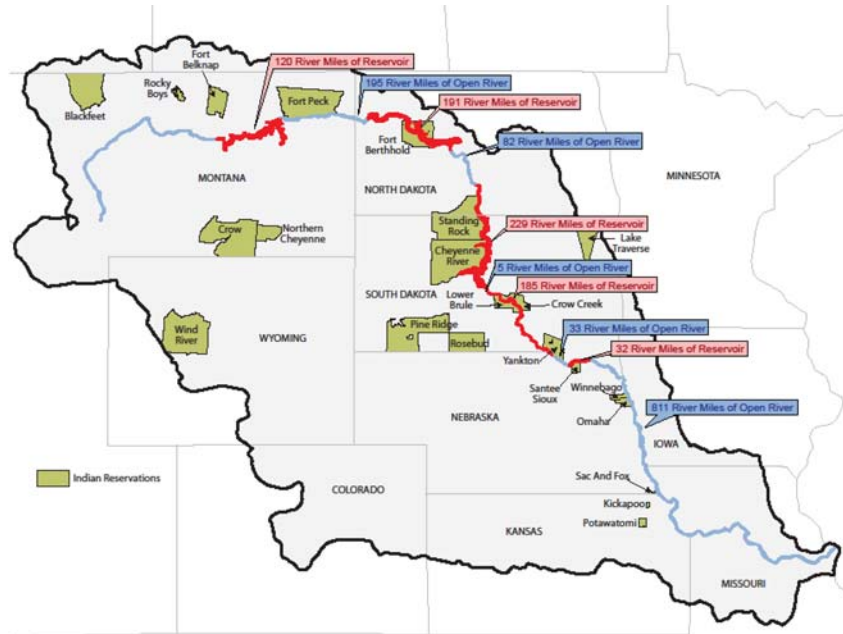 Fort
Belknap
120 River Miles of Reservoir
Rocky
Boys
195 River Miles of Open River
Blackfeet
Fort Peck
191 River Miles of Reservoir
Fort
Berthhold
82 River Miles of Open River
MONTANA
NORTH DAKOTA
MINNESOTA
Crow
Northern
Cheyenne
Standing
Rock
229 River Miles of Reservoir
Lake
Traverse
Cheyenne
River
5 River Miles of Open River
SOUTH DAKOTA
185 River Miles of Reservoir
Lower
Brule
Crow Creek
Wind
River
WYOMING
Pine Ridge
Rosebud
33 River Miles of Open River
Yankton
32 River Miles of Reservoir
Santee
Sioux
Winnebago
Omaha
811 River Miles of Open River
NEBRASKA
IOWA
Indian Reservations
Sac And Fox
COLORADO
Kickapoo
KANSAS
Potawatomi
MISSOURI